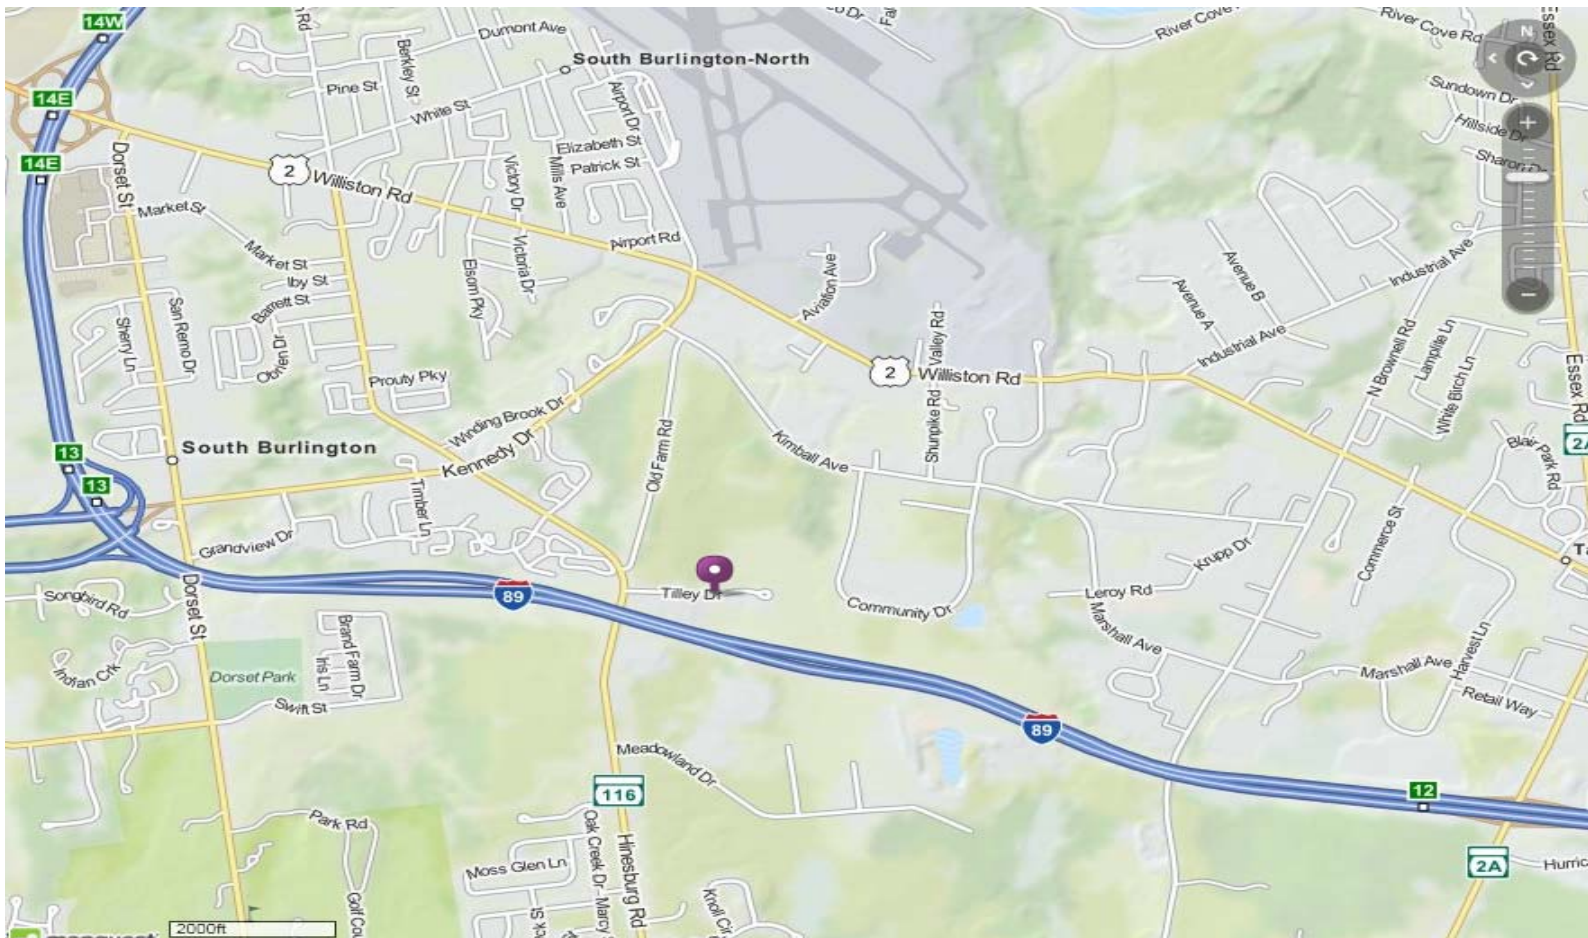 14W
Dumont Ave
South Burlington-North
River Cove Rd
River Cove Rd
Essex Rd
N
Berkley St
Pine St
White St
Airport Dr
14E
Sundown Dr
Hillside Dr
Sharon Dr
Elizabeth St
Patrick St
Mills Ave
Victory Dr
14E
Dorset St
2
Williston Rd
Market St
Airport Rd
Market St
Iby St
Barrett St
Elsom Pky
Victoria Dr
Aviation Ave
Avenue B
Avenue A
Industrial Ave
Industrial Ave
San Remo Dr
Sherry Ln
Obrien Dr
Prouty Pky
Valley Rd
2
Williston Rd
N Brownell Rd
Lamplite Ln
White Birch Ln
Essex Rd
Winding Brook Dr
Kennedy Dr
Shunpike Rd
South Burlington
13
13
Old Farm Rd
Kimball Ave
Blair Park Rd
Timber Ln
Commerce St
Grandview Dr
Krupp Dr
Songbird Rd
Dorset St
89
Tilley Dr
Community Dr
Leroy Rd
Marshall Ave
Marshall Ave
Harvest Ln
Retail Way
Indian Crk
Dorset Park
Brand Farm Dr
Iris Ln
Swift St
89
Meadowland Dr
116
12
Park Rd
Oak Creek Dr
Hinesburg Rd
Moss Glen Ln
2A
2000ft
mapquest